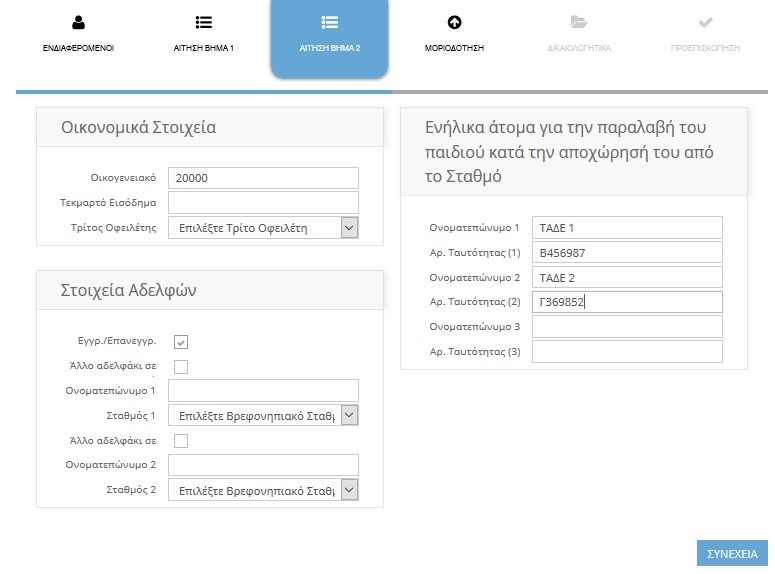 ΕΝΔΙΑΦΕΡΟΜΕΝΟΙ
ΑΙΤΗΣΗ ΒΗΜΑ 1
ΑΙΤΗΣΗ ΒΗΜΑ 2
ΜΟΡΙΟΔΟΤΗΣΗ
ΔΙΚΑΙΟΛΟΓΗΤΙΚΑ
ΠΡΟΕΠΙΣΚΟΠΗΣΗ
Οικονομικά Στοιχεία
Οικογενειακό 20000
Τεκμαρτό Εισόδημα
Τρίτος Οφειλέτης Επιλέξτε Τρίτο Οφειλέτη
Στοιχεία Αδελφών
Εγγρ./Επανεγγρ.
Άλλο αδελφάκι σε
Ονοματεπώνυμο 1
Σταθμός 1 Επιλέξτε Βρεφονηπιακό Σταθμ
Άλλο αδελφάκι σε
Ονοματεπώνυμο 2
Σταθμός 2 Επιλέξτε Βρεφονηπιακό Σταθμ
Ενήλικα άτομα για την παραλαβή του
παιδιού κατά την αποχώρησή του από
το Σταθμό
Ονοματεπώνυμο 1 ΤΑΔΕ 1
Αρ. Ταυτότητας (1) Β456987
Ονοματεπώνυμο 2 ΤΑΔΕ 2
Αρ. Ταυτότητας (2) Γ369852
Ονοματεπώνυμο 3
Αρ. Ταυτότητας (3)
ΣΥΝΕΧΕΙΑ